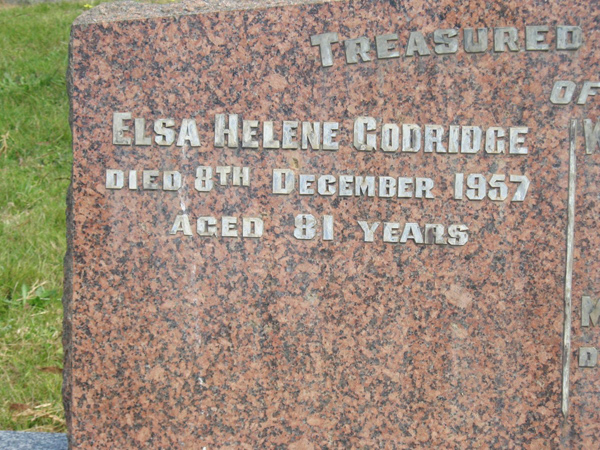 TREASURED
OF
ELSA HELENE GODRIDGE
DIED 8TH DECEMBER 1957
AGED 81 YEARS